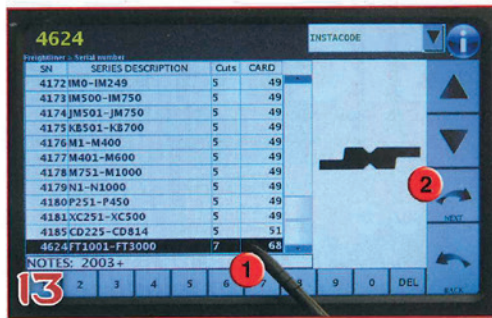 4624
INSTACODE
Freightliner > Serial number
SN SERIES DESCRIPTION Cuts CARD
4172 IM0-IM249 5 49
4173 IM500-IM750 5 49
4174 JM501-JM750 5 49
4175 KB501-KB700 5 49
4176 M1-M400 5 49
4177 M401-M600 5 49
4178 M751-M1000 5 49
4179 N1-N1000 5 49
4180 P251-P450 5 49
4181 XC251-XC500 5 49
4185 CD225-CD814 5 51
4624 FT1001-FT3000 7 68
NOTES: 2003+
2 3 4 5 6 7 8 9 0 DEL
NEXT
BACK
1
2
13